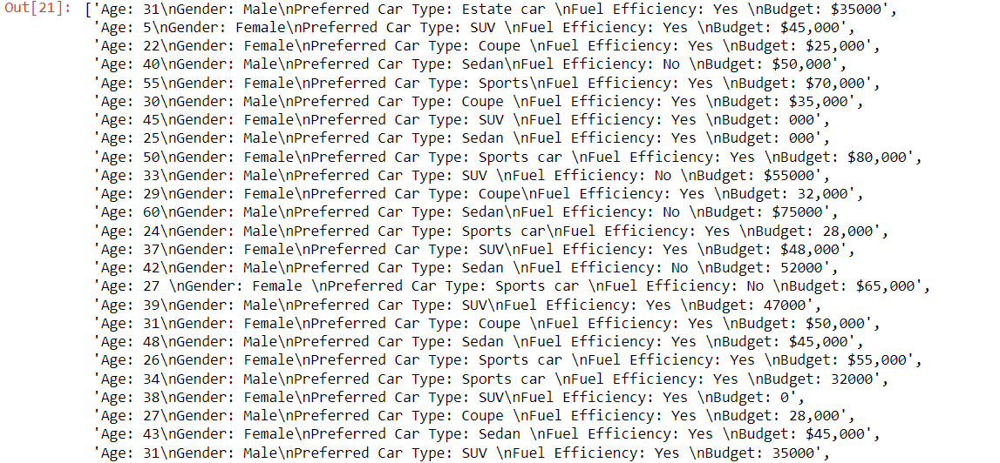 Out[21]: ['Age: 31\nGender: Male\nPreferred Car Type: Estate car \nFuel Efficiency: Yes \nBudget: $35000',
'Age: 5\nGender: Female\nPreferred Car Type: SUV \nFuel Efficiency: Yes \nBudget: $45,000',
'Age: 22\nGender: Female\nPreferred Car Type: Coupe \nFuel Efficiency: Yes \nBudget: $25,000',
'Age: 40\nGender: Male\nPreferred Car Type: Sedan\nFuel Efficiency: No \nBudget: $50,000',
'Age: 55\nGender: Female\nPreferred Car Type: Sports\nFuel Efficiency: Yes \nBudget: $70,000',
'Age: 30\nGender: Male\nPreferred Car Type: Coupe \nFuel Efficiency: Yes \nBudget: $35,000',
'Age: 45\nGender: Female\nPreferred Car Type: SUV \nFuel Efficiency: Yes \nBudget: 000',
'Age: 25\nGender: Male\nPreferred Car Type: Sedan \nFuel Efficiency: Yes \nBudget: 000',
'Age: 50\nGender: Female\nPreferred Car Type: Sports car \nFuel Efficiency: Yes \nBudget: $80,000',
'Age: 33\nGender: Male\nPreferred Car Type: SUV \nFuel Efficiency: No \nBudget: $55000',
'Age: 29\nGender: Female\nPreferred Car Type: Coupe\nFuel Efficiency: Yes \nBudget: 32,000',
'Age: 60\nGender: Male\nPreferred Car Type: Sedan\nFuel Efficiency: No \nBudget: $75000',
'Age: 24\nGender: Male\nPreferred Car Type: Sports car\nFuel Efficiency: Yes \nBudget: 28,000',
'Age: 37\nGender: Female\nPreferred Car Type: SUV\nFuel Efficiency: Yes \nBudget: $48,000',
'Age: 42\nGender: Male\nPreferred Car Type: Sedan \nFuel Efficiency: No \nBudget: 52000',
'Age: 27 \nGender: Female \nPreferred Car Type: Sports car \nFuel Efficiency: No \nBudget: $65,000',
'Age: 39\nGender: Male\nPreferred Car Type: SUV\nFuel Efficiency: Yes \nBudget: 47000',
'Age: 31\nGender: Female\nPreferred Car Type: Coupe \nFuel Efficiency: Yes \nBudget: $50,000',
'Age: 48\nGender: Male\nPreferred Car Type: Sedan \nFuel Efficiency: Yes \nBudget: $45,000',
'Age: 26\nGender: Female\nPreferred Car Type: Sports car \nFuel Efficiency: Yes \nBudget: $55,000',
'Age: 34\nGender: Male\nPreferred Car Type: Sports car \nFuel Efficiency: Yes \nBudget: 32000',
'Age: 38\nGender: Female\nPreferred Car Type: SUV\nFuel Efficiency: Yes \nBudget: 0',
'Age: 27\nGender: Male\nPreferred Car Type: Coupe \nFuel Efficiency: Yes \nBudget: 28,000',
'Age: 43\nGender: Female\nPreferred Car Type: Sedan \nFuel Efficiency: Yes \nBudget: $45,000',
'Age: 31\nGender: Male\nPreferred Car Type: SUV \nFuel Efficiency: Yes \nBudget: 35000',